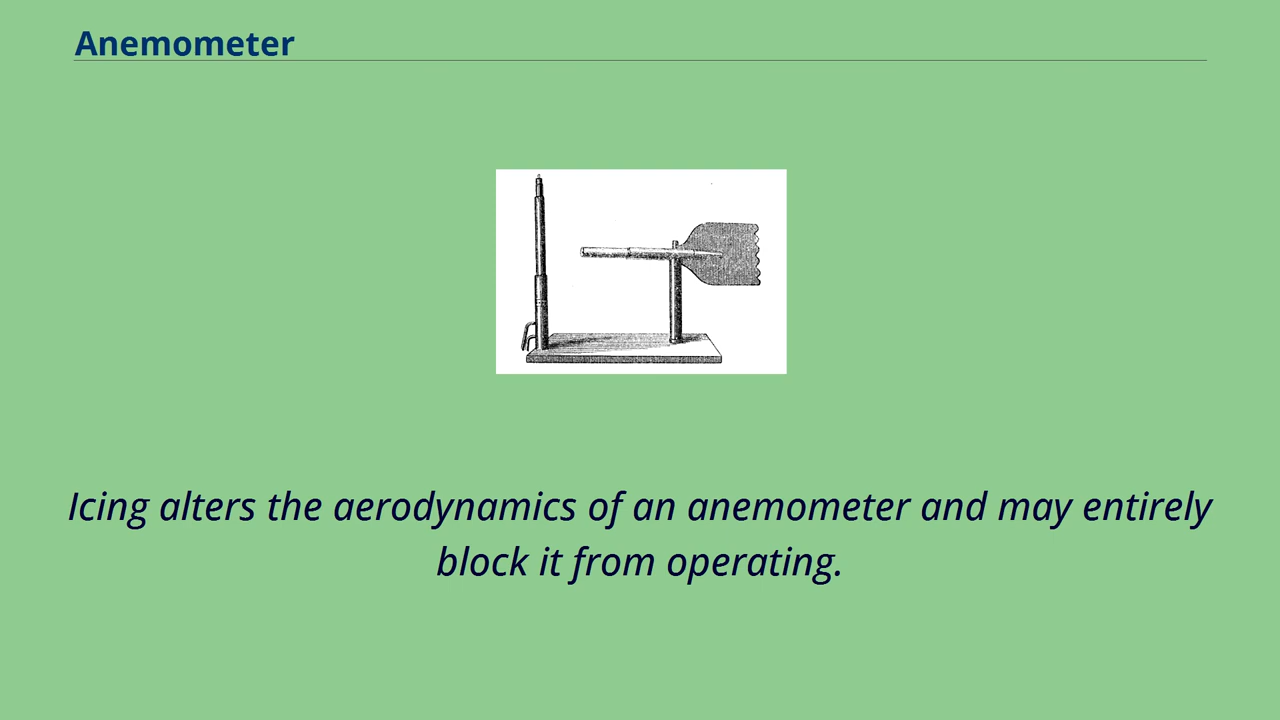 Anemometer
Icing alters the aerodynamics of an anemometer and may entirely
block it from operating.